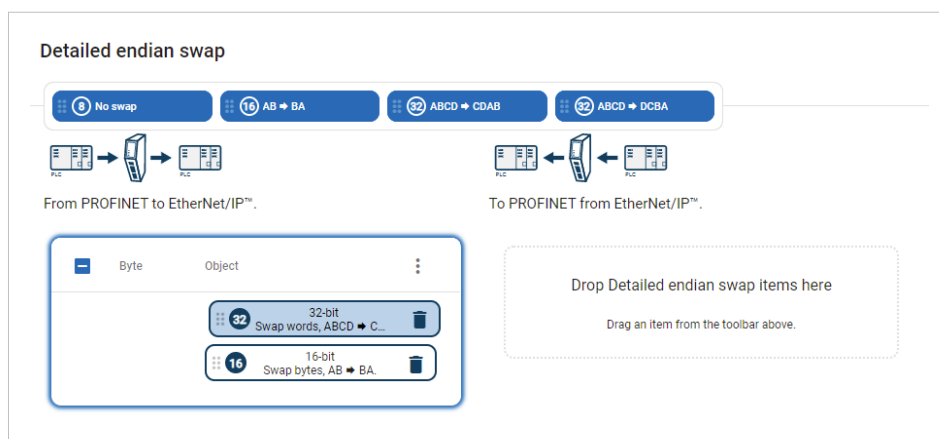 Detailed endian swap
8 No swap
16 AB ➡ BA
32 ABCD ➡ CDAB
32 ABCD ➡ DCBA
PLC PLC
PLC PLC
From PROFINET to EtherNet/IP™.
To PROFINET from EtherNet/IP™.
Byte Object
32 32-bit
Swap words, ABCD ➡ C...
16 16-bit
Swap bytes, AB ➡ BA.
Drop Detailed endian swap items here
Drag an item from the toolbar above.